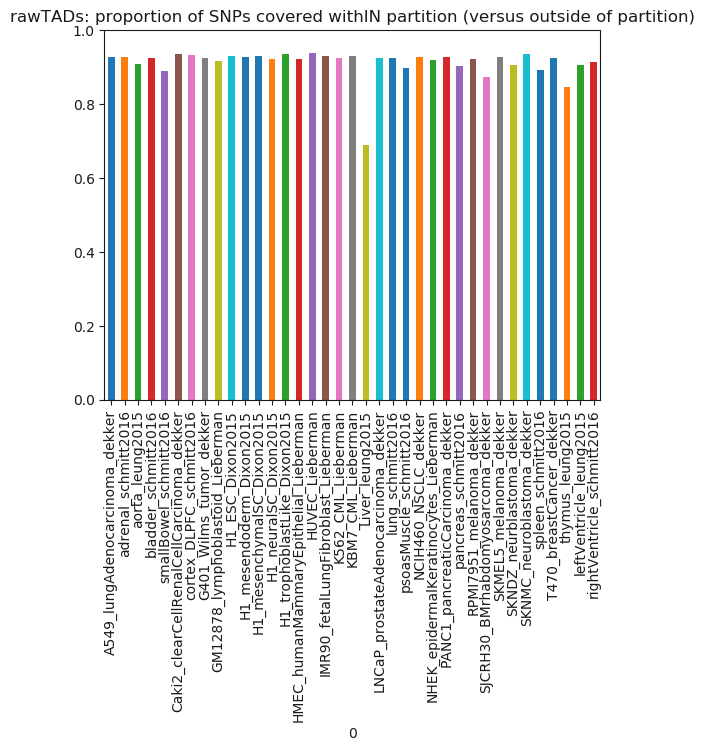 rawTADs: proportion of SNPs covered withIN partition (versus outside of partition)
1.0
0.8
0.6
0.4
0.2
0.0
A549_lungAdenocarcinoma_dekker
adrenal_schmitt2016
aorta_leung2015
bladder_schmitt2016
smallBowel_schmitt2016
Caki2_clearCellRenalCellCarcinoma_dekker
cortex_DLPFC_schmitt2016
G401_Wilms_tumor_dekker
GM12878_lymphoblastoid_Lieberman
H1_ESC_Dixon2015
H1_mesendoderm_Dixon2015
H1_mesenchymalSC_Dixon2015
H1_neuralSC_Dixon2015
H1_trophoblastLike_Dixon2015
HMEC_humanMammaryEpithelial_Lieberman
HUVEC_Lieberman
IMR90_fetalLungFibroblast_Lieberman
K562_CML_Lieberman
KBM7_CML_Lieberman
Liver_leung2015
LNCaP_prostateAdenocarcinoma_dekker
lung_schmitt2016
psoasMuscle_schmitt2016
NCIH460_NSCLC_dekker
NHEK_epidermalKeratinocytes_Lieberman
PANC1_pancreaticCarcinoma_dekker
pancreas_schmitt2016
RPMI7951_melanoma_dekker
SJCRH30_BMrhabdomyosarcoma_dekker
SKMEL5_melanoma_dekker
SKNDZ_neurblastoma_dekker
SKNMC_neuroblastoma_dekker
spleen_schmitt2016
T470_breastCancer_dekker
thymus_leung2015
leftVentricle_leung2015
rightVentricle_schmitt2016
0